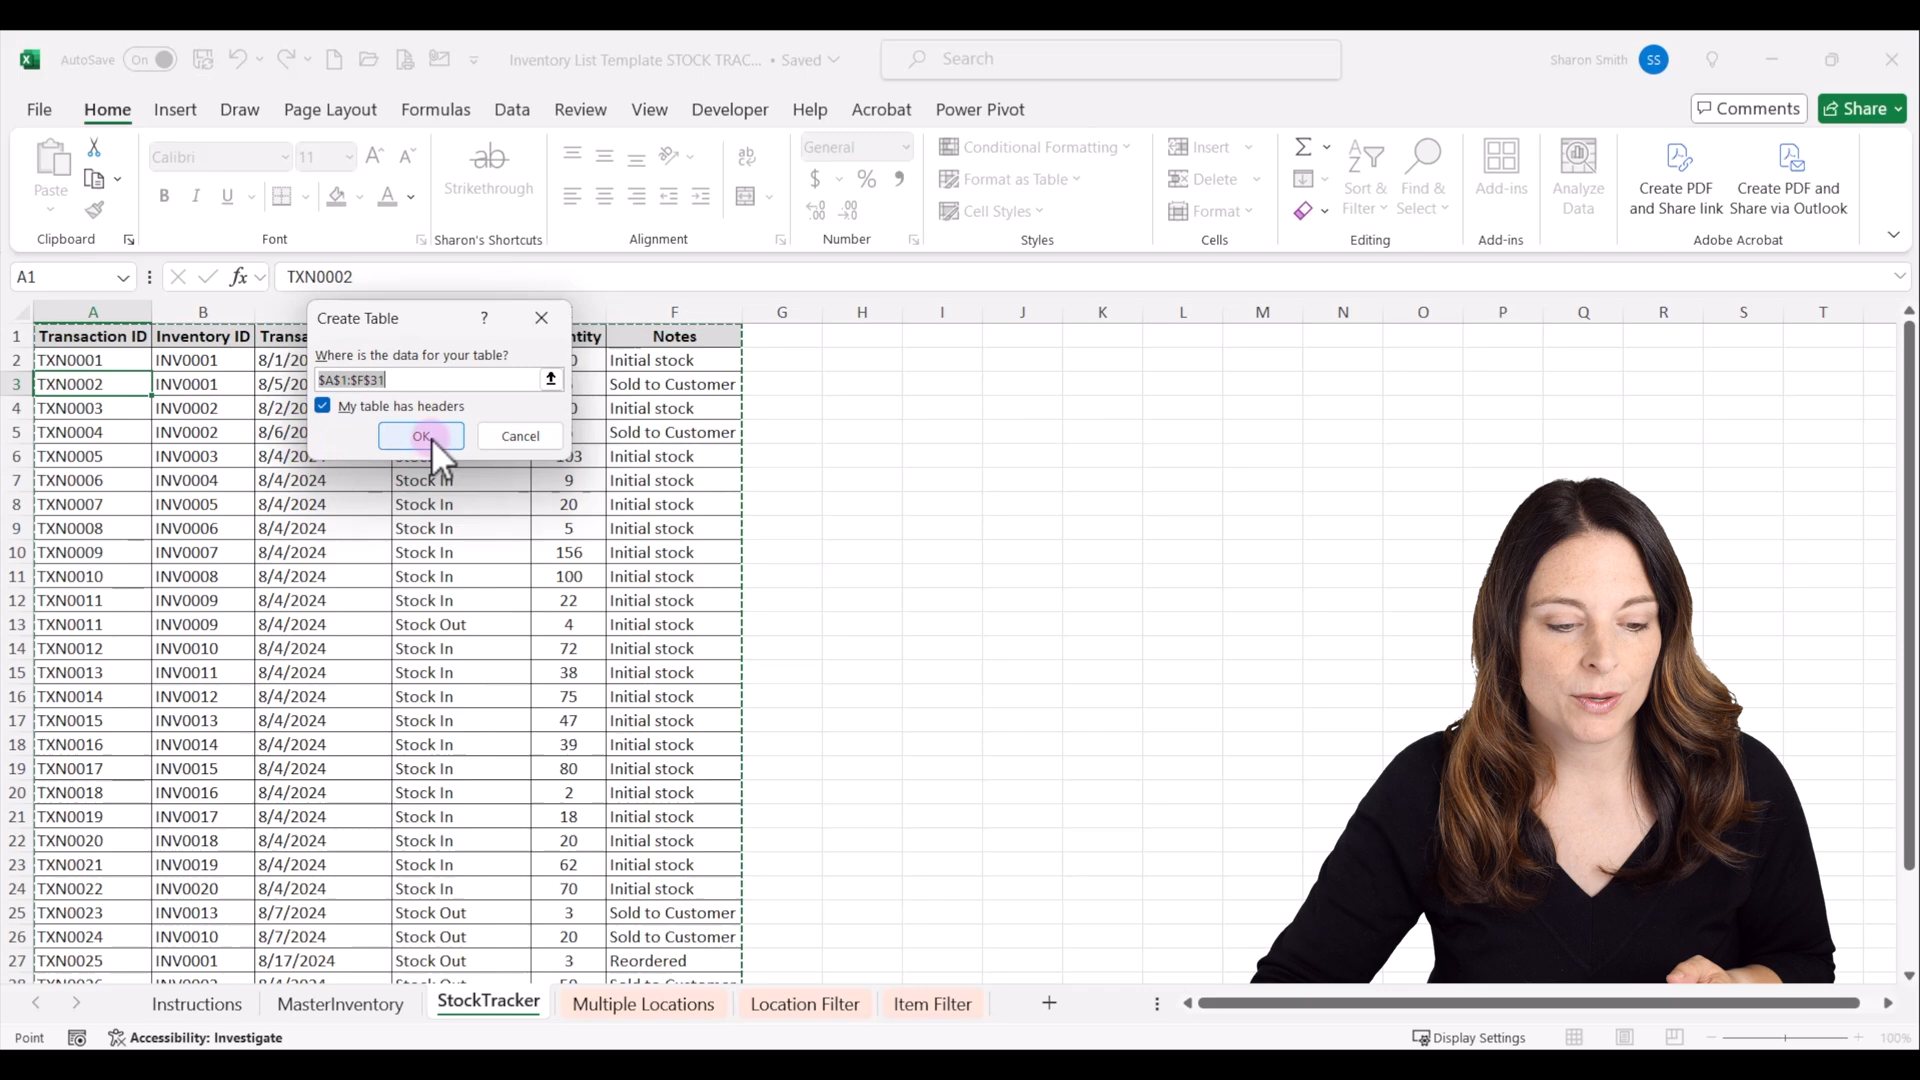 AutoSave On Inventory List Template STOCK TRAC... • Saved Search Sharon Smith SS
File Home Insert Draw Page Layout Formulas Data Review View Developer Help Acrobat Power Pivot Comments Share
Paste Calibri 11 B I U ab Strikethrough General $ % Conditional Formatting Format as Table Cell Styles Insert Delete Format Sort & Filter Find & Select Add-ins Analyze Data Create PDF and Share link Create PDF and Share via Outlook
Clipboard Font Sharon's Shortcuts Alignment Number Styles Cells Editing Add-ins Adobe Acrobat
A1 fx TXN0002
A B F G H I J K L M N O P Q R S T
Create Table ? 
Where is the data for your table?
$A$1:$F$31
My table has headers
OK Cancel
1 Transaction ID Inventory ID Transa ntity Notes
2 TXN0001 INV0001 8/1/20 0 Initial stock
3 TXN0002 INV0001 8/5/20 Sold to Customer
4 TXN0003 INV0002 8/2/20 0 Initial stock
5 TXN0004 INV0002 8/6/20 Sold to Customer
6 TXN0005 INV0003 8/4/2024 103 Initial stock
7 TXN0006 INV0004 8/4/2024 Stock In 9 Initial stock
8 TXN0007 INV0005 8/4/2024 Stock In 20 Initial stock
9 TXN0008 INV0006 8/4/2024 Stock In 5 Initial stock
10 TXN0009 INV0007 8/4/2024 Stock In 156 Initial stock
11 TXN0010 INV0008 8/4/2024 Stock In 100 Initial stock
12 TXN0011 INV0009 8/4/2024 Stock In 22 Initial stock
13 TXN0011 INV0009 8/4/2024 Stock Out 4 Initial stock
14 TXN0012 INV0010 8/4/2024 Stock In 72 Initial stock
15 TXN0013 INV0011 8/4/2024 Stock In 38 Initial stock
16 TXN0014 INV0012 8/4/2024 Stock In 75 Initial stock
17 TXN0015 INV0013 8/4/2024 Stock In 47 Initial stock
18 TXN0016 INV0014 8/4/2024 Stock In 39 Initial stock
19 TXN0017 INV0015 8/4/2024 Stock In 80 Initial stock
20 TXN0018 INV0016 8/4/2024 Stock In 2 Initial stock
21 TXN0019 INV0017 8/4/2024 Stock In 18 Initial stock
22 TXN0020 INV0018 8/4/2024 Stock In 20 Initial stock
23 TXN0021 INV0019 8/4/2024 Stock In 62 Initial stock
24 TXN0022 INV0020 8/4/2024 Stock In 70 Initial stock
25 TXN0023 INV0013 8/7/2024 Stock Out 3 Sold to Customer
26 TXN0024 INV0010 8/7/2024 Stock Out 20 Sold to Customer
27 TXN0025 INV0001 8/17/2024 Stock Out 3 Reordered
Instructions MasterInventory StockTracker Multiple Locations Location Filter Item Filter
Point Accessibility: Investigate Display Settings 100%